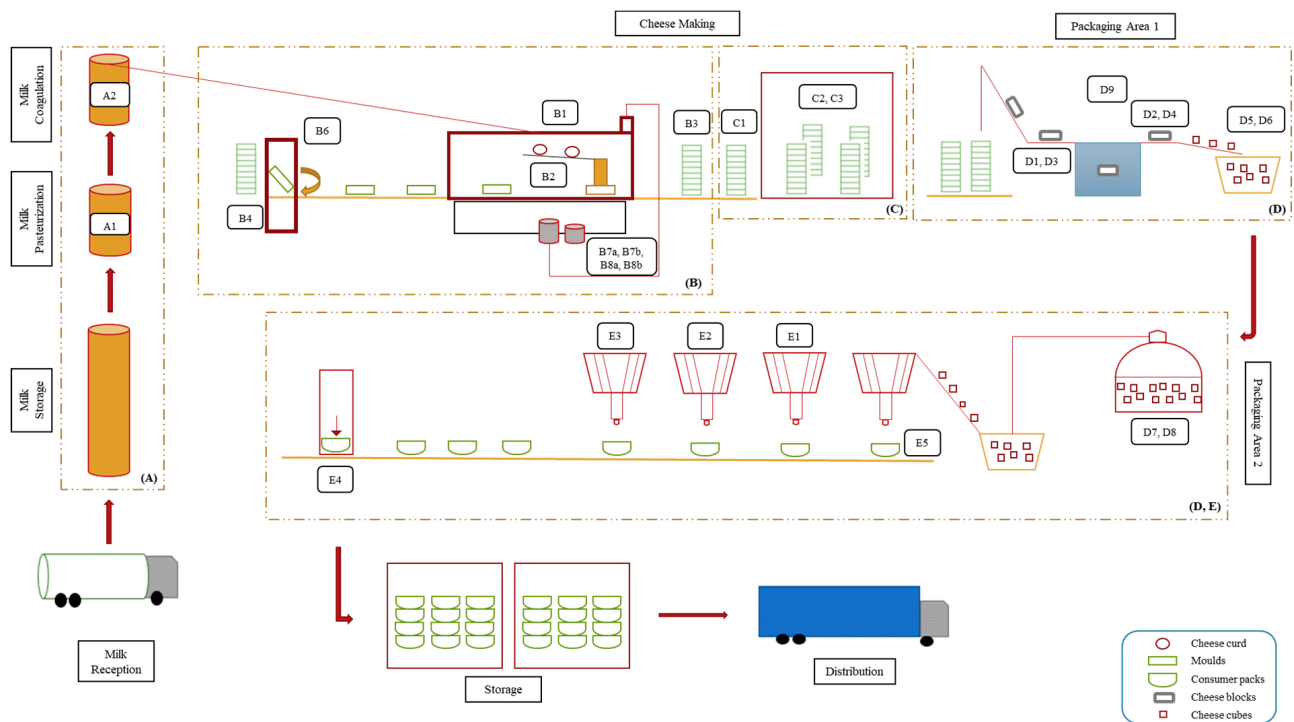 Cheese Making
Packaging Area 1
Milk
Coagulation
A2
Milk
Pasteurization
A1
Milk
Storage
(A)
B6
B1
B3
B2
B4
B7a, B7b,
B8a, B8b
(B)
C1
C2, C3
(C)
D9
D2, D4
D5, D6
D1, D3
(D)
E3
E2
E1
E5
E4
D7, D8
(D, E)
Packaging Area 2
Milk
Reception
Storage
Distribution
Cheese curd
Moulds
Consumer packs
Cheese blocks
Cheese cubes